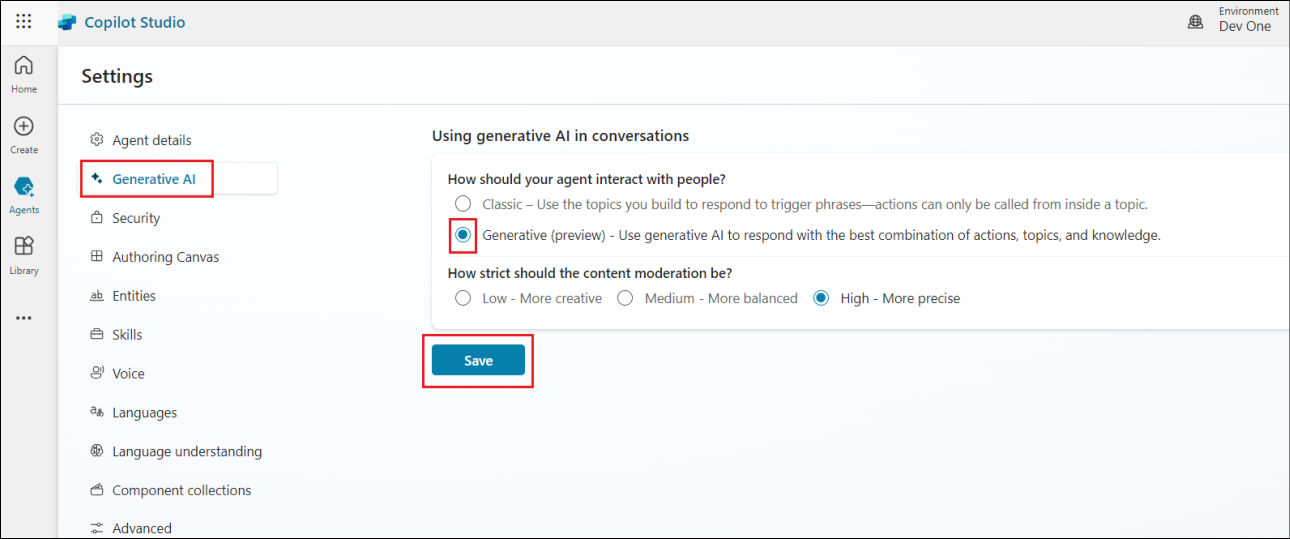 Copilot Studio
Environment
Dev One
Home
Create
Agents
Library
Settings
Agent details
Generative AI
Security
Authoring Canvas
Entities
Skills
Voice
Languages
Language understanding
Component collections
Advanced
Using generative AI in conversations
How should your agent interact with people?
Classic – Use the topics you build to respond to trigger phrases—actions can only be called from inside a topic.
Generative (preview) - Use generative AI to respond with the best combination of actions, topics, and knowledge.
How strict should the content moderation be?
Low - More creative Medium - More balanced High - More precise
Save